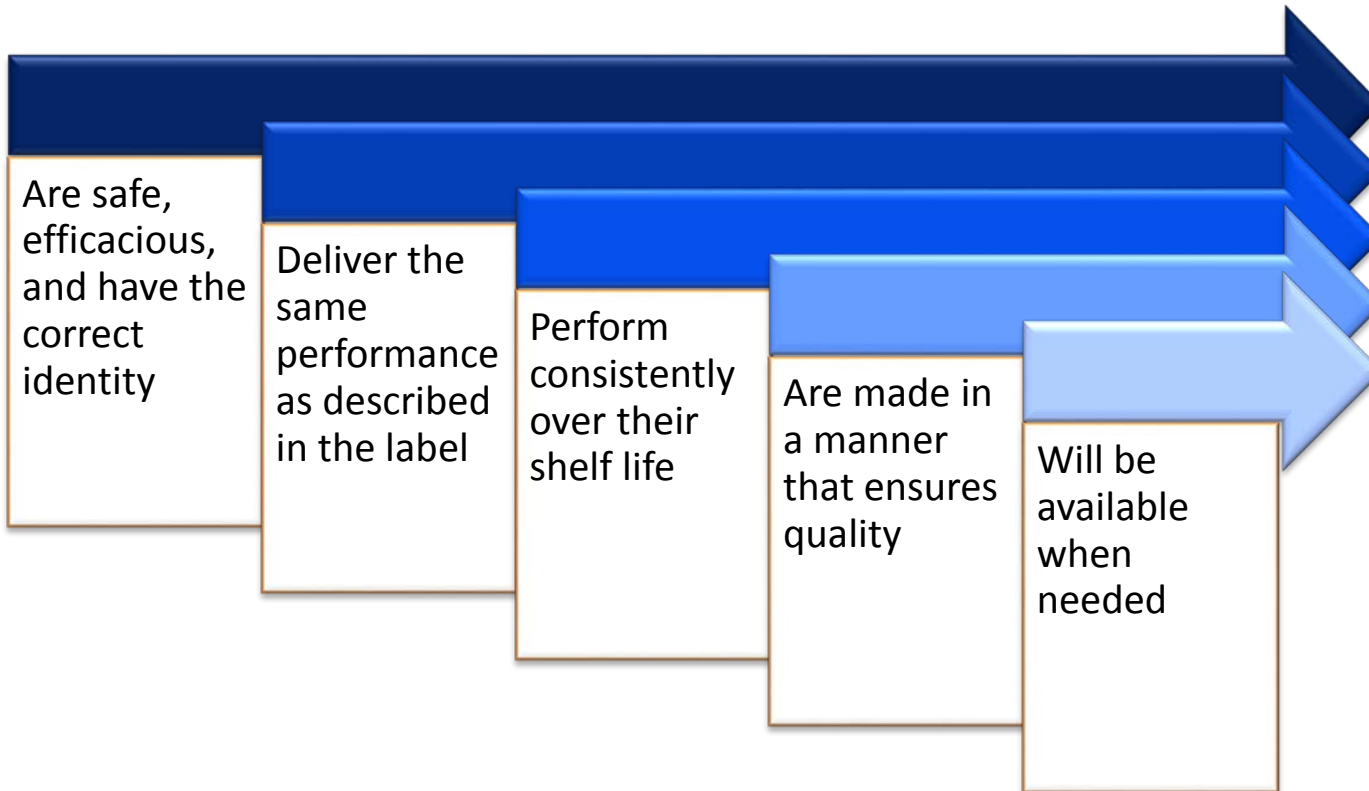 Are safe,
efficacious,
and have the
correct
identity
Deliver the
same
performance
as described
in the label
Perform
consistently
over their
shelf life
Are made in
a manner
that ensures
quality
Will be
available
when
needed